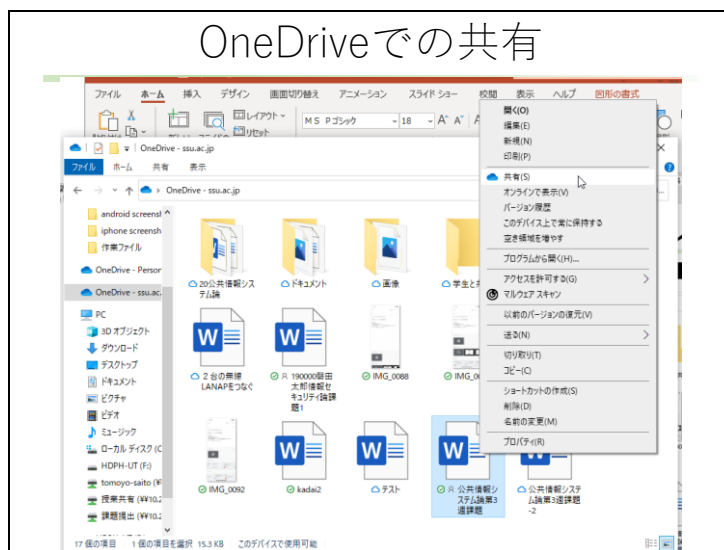 OneDriveでの共有
ファイル ホーム 挿入 デザイン 画面切り替え アニメーション スライド ショー 校閲 表示 ヘルプ 図形の書式
レイアウト
リセット
ＭＳ Ｐゴシック
18
OneDrive - ssu.ac.jp
ファイル ホーム 共有 表示
OneDrive - ssu.ac.jp
android screensh
iphone screensh
作業ファイル
OneDrive - Person
OneDrive - ssu.ac.
PC
3D オブジェクト
ダウンロード
デスクトップ
ドキュメント
ピクチャ
ビデオ
ミュージック
ローカル ディスク (C
HDPH-UT (F:)
tomoyo-saito (¥
授業共有 (¥¥10.2
課題提出 (¥¥10.2
20公共情報シス
テム論
ドキュメント
画像
学生と共
２台の無線
LANAPをつなぐ
190000磐田
太郎情報セ
キュリティ論課
題1
IMG_0088
IMG_0092
kadai2
テスト
公共情報シ
ステム論第3
週課題
公共情報システ
ム論第3週課題
-2
開く(O)
編集(E)
新規(N)
印刷(P)
共有(S)
オンラインで表示(V)
バージョン履歴
このデバイス上で常に保持する
空き領域を増やす
プログラムから開く(H)...
アクセスを許可する(G)
マルウェア スキャン
以前のバージョンの復元(V)
送る(N)
切り取り(T)
コピー(C)
ショートカットの作成(S)
削除(D)
名前の変更(M)
プロパティ(R)
17 個の項目 1 個の項目を選択 15.3 KB このデバイスで使用可能